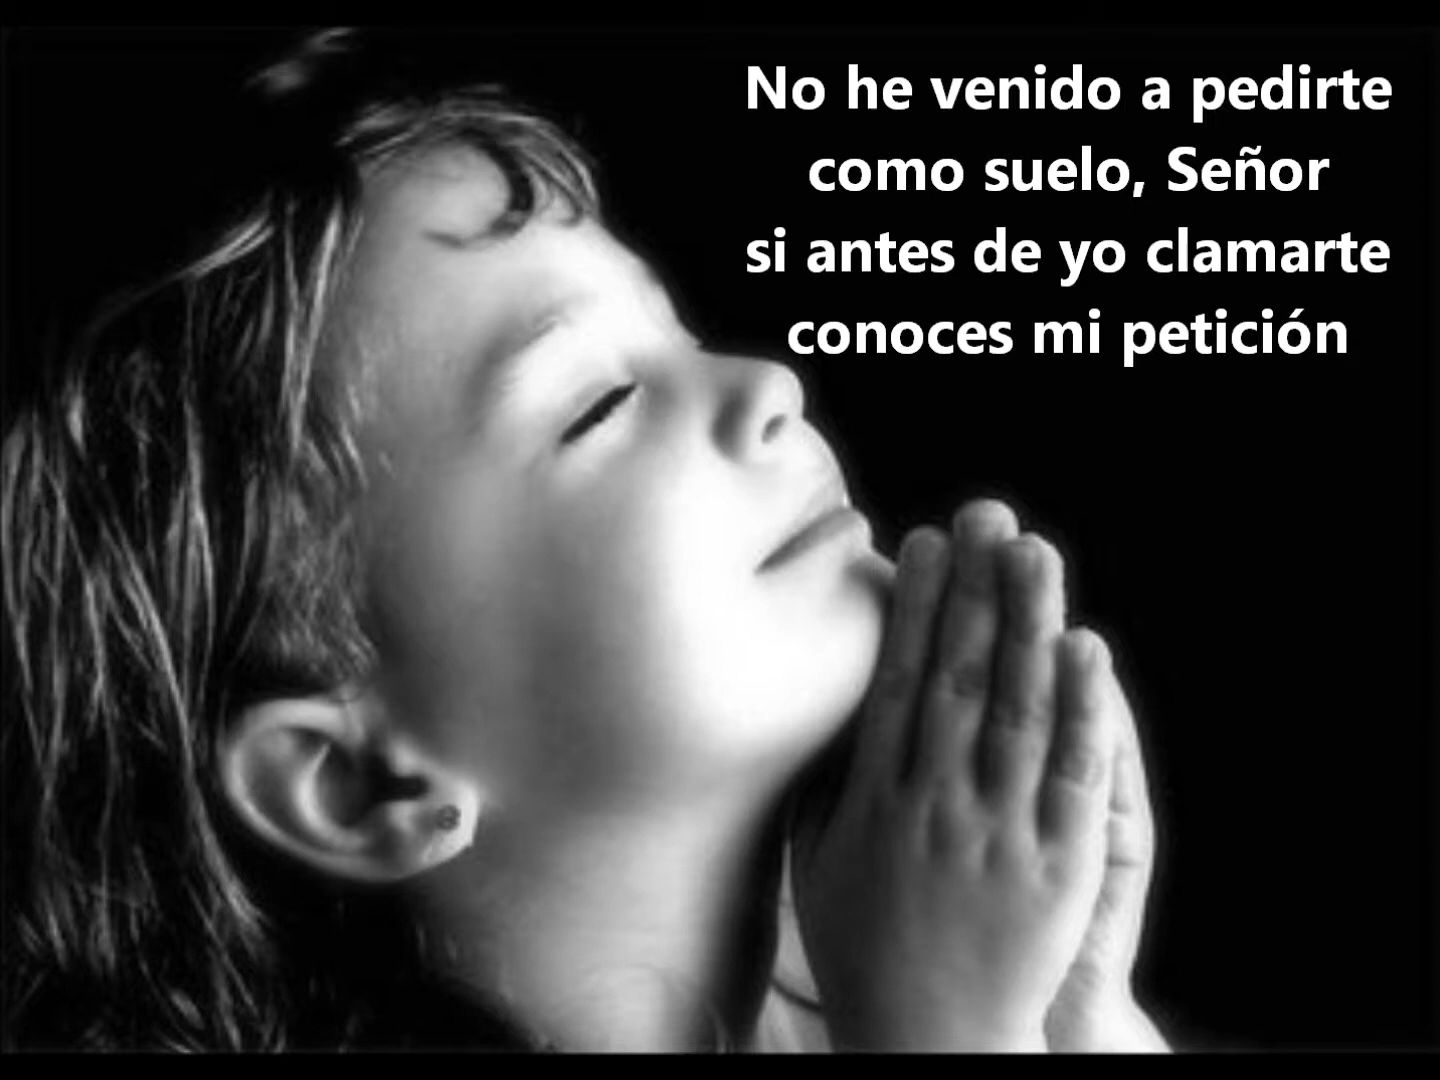 No he venido a pedirte
como suelo, Señor
si antes de yo clamarte
conoces mi petición